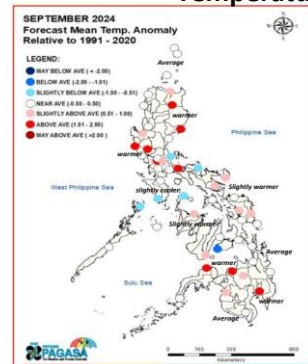 Temperat
SEPTEMBER 2024
Forecast Mean Temp. Anomaly
Relative to 1991 - 2020
LEGEND:
WAY BELOW AVE ( < -2.00)
BELOW AVE (-2.00 - -1.01)
SLIGHTLY BELOW AVE (-1.00 - -0.51)
NEAR AVE (-0.50 - 0.50)
SLIGHTLY ABOVE AVE (0.51 - 1.00)
ABOVE AVE (1.01 - 2.00)
WAY ABOVE AVE (>2.00)
Average
warmer
Philippine Sea
warmer
West Philippine Sea
slightly cooler
Slightly warmer
Slightly warmer
Average
warmer
Sulu Sea
warmer
Average
PAGASA
Kilometers